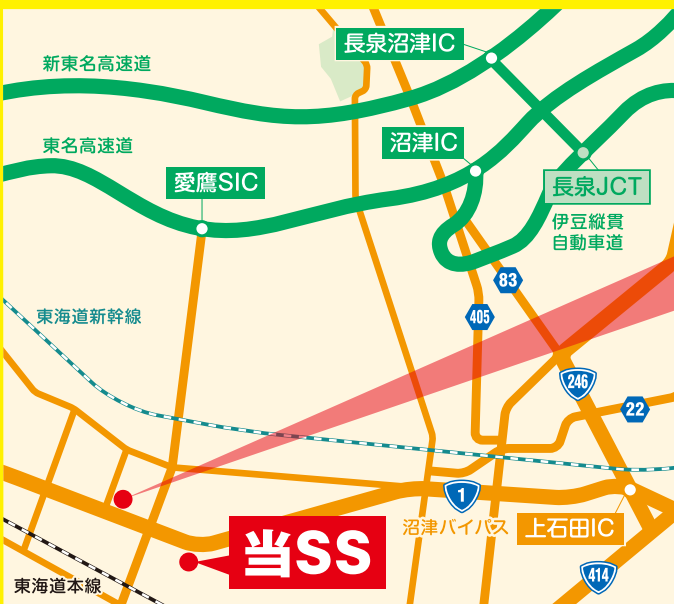 長泉沼津IC
新東名高速道
東名高速道
沼津IC
愛鷹SIC
長泉JCT
伊豆縦貫
自動車道
83
405
東海道新幹線
246
22
1
沼津バイパス
上石田IC
当SS
414
東海道本線